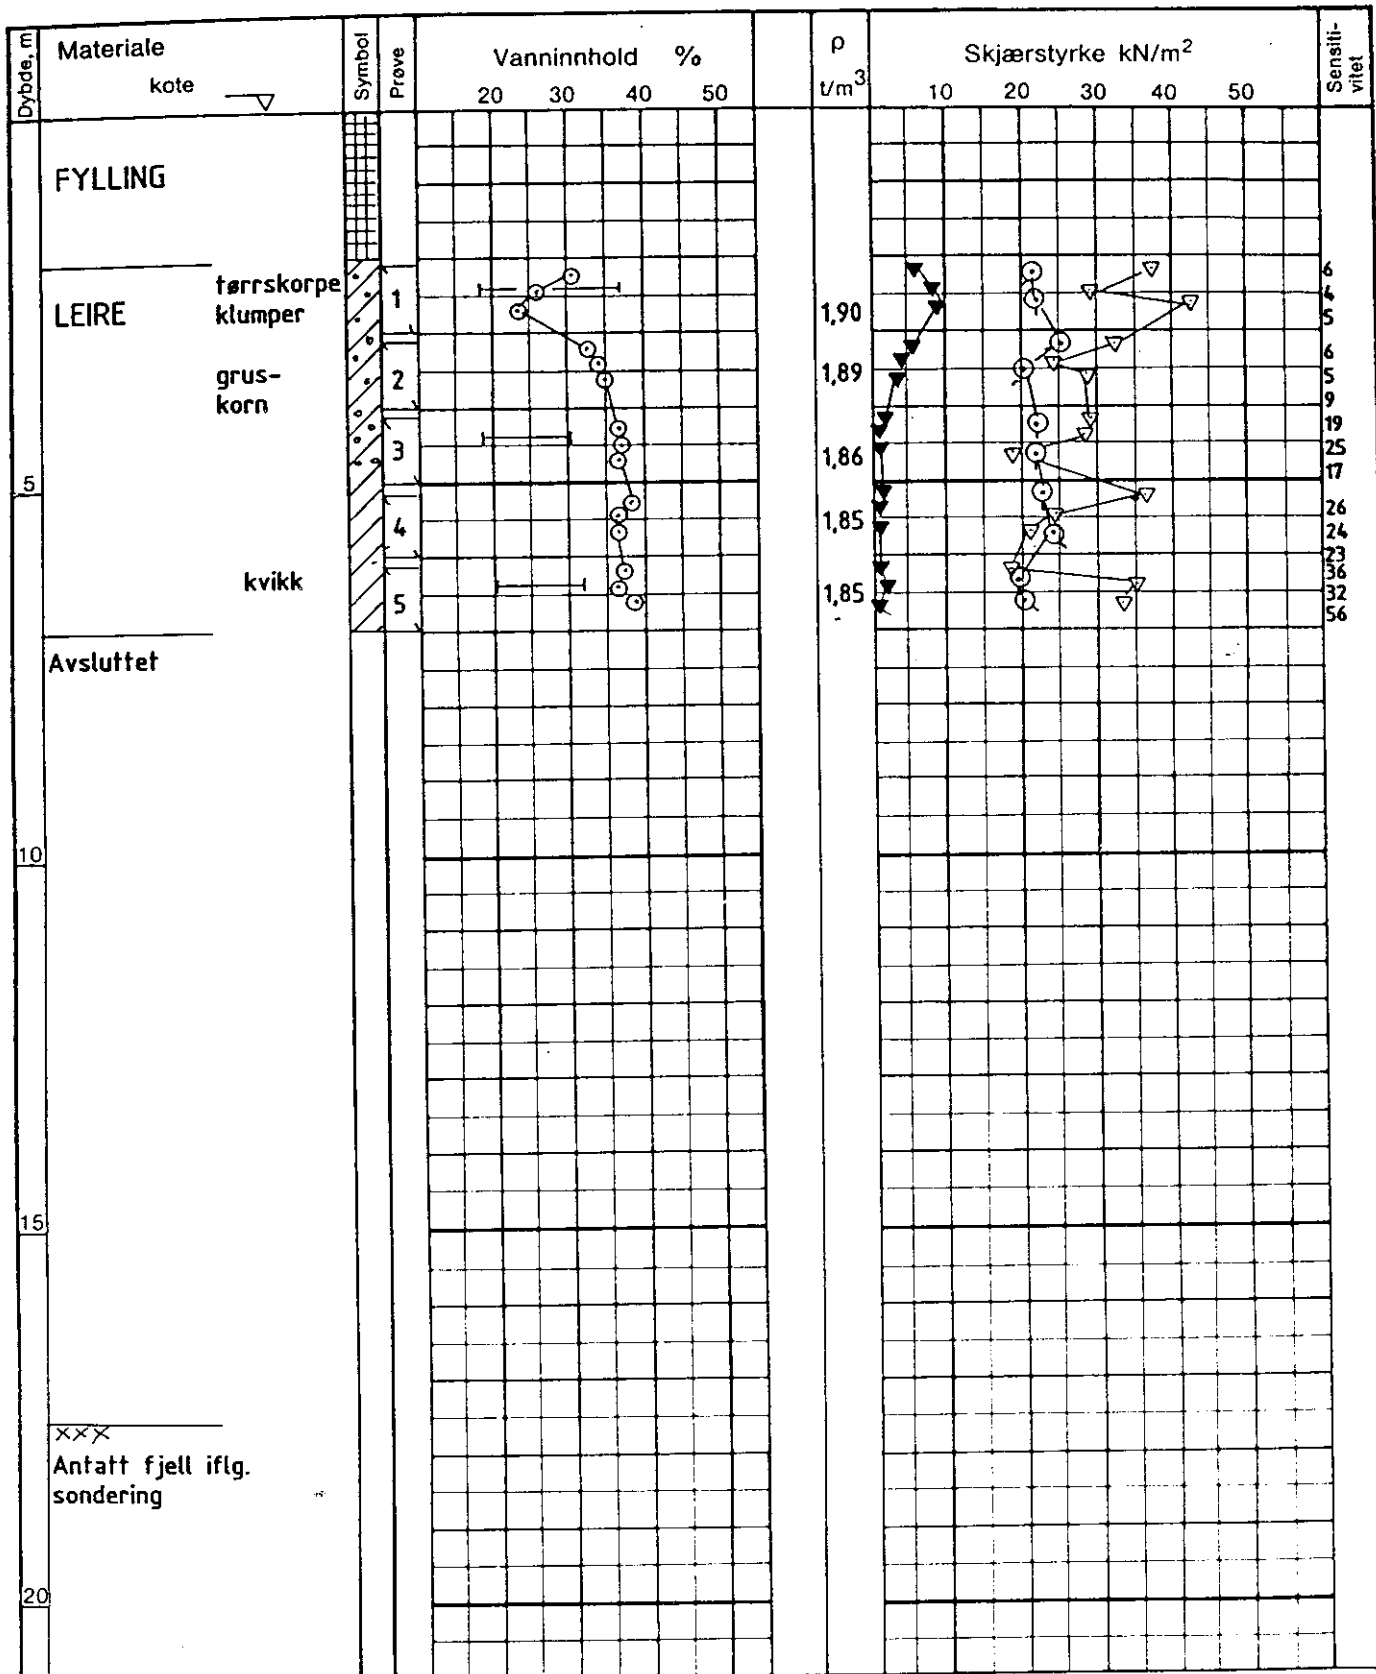 Dybde, m
Materiale
kote
Symbol
Prøve
Vanninnhold %
20 30 40 50
ρ
t/m³
Skjærstyrke kN/m²
10 20 30 40 50
Sensiti-
vitet
FYLLING
LEIRE
tørrskorpe
klumper
grus-
korn
kvikk
Avsluttet
Antatt fjell iflg.
sondering
5
10
15
20
1
2
3
4
5
1,90
1,89
1,86
1,85
1,85
6
4
5
6
5
9
19
25
17
26
24
23
36
32
56